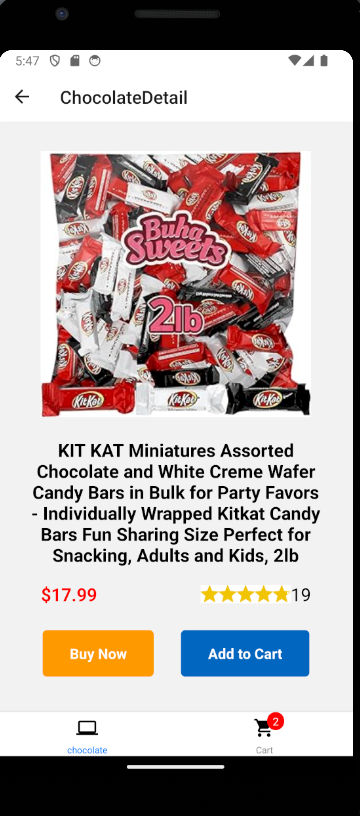 5:47
ChocolateDetail
Buha
Sweets
2lb
KitKat KitKat KitKat
KIT KAT Miniatures Assorted
Chocolate and White Creme Wafer
Candy Bars in Bulk for Party Favors
- Individually Wrapped Kitkat Candy
Bars Fun Sharing Size Perfect for
Snacking, Adults and Kids, 2lb
$17.99 19
Buy Now Add to Cart
2
chocolate Cart